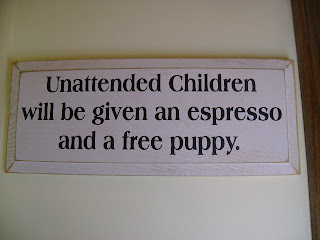 Unattended Children
will be given an espresso
and a free puppy.